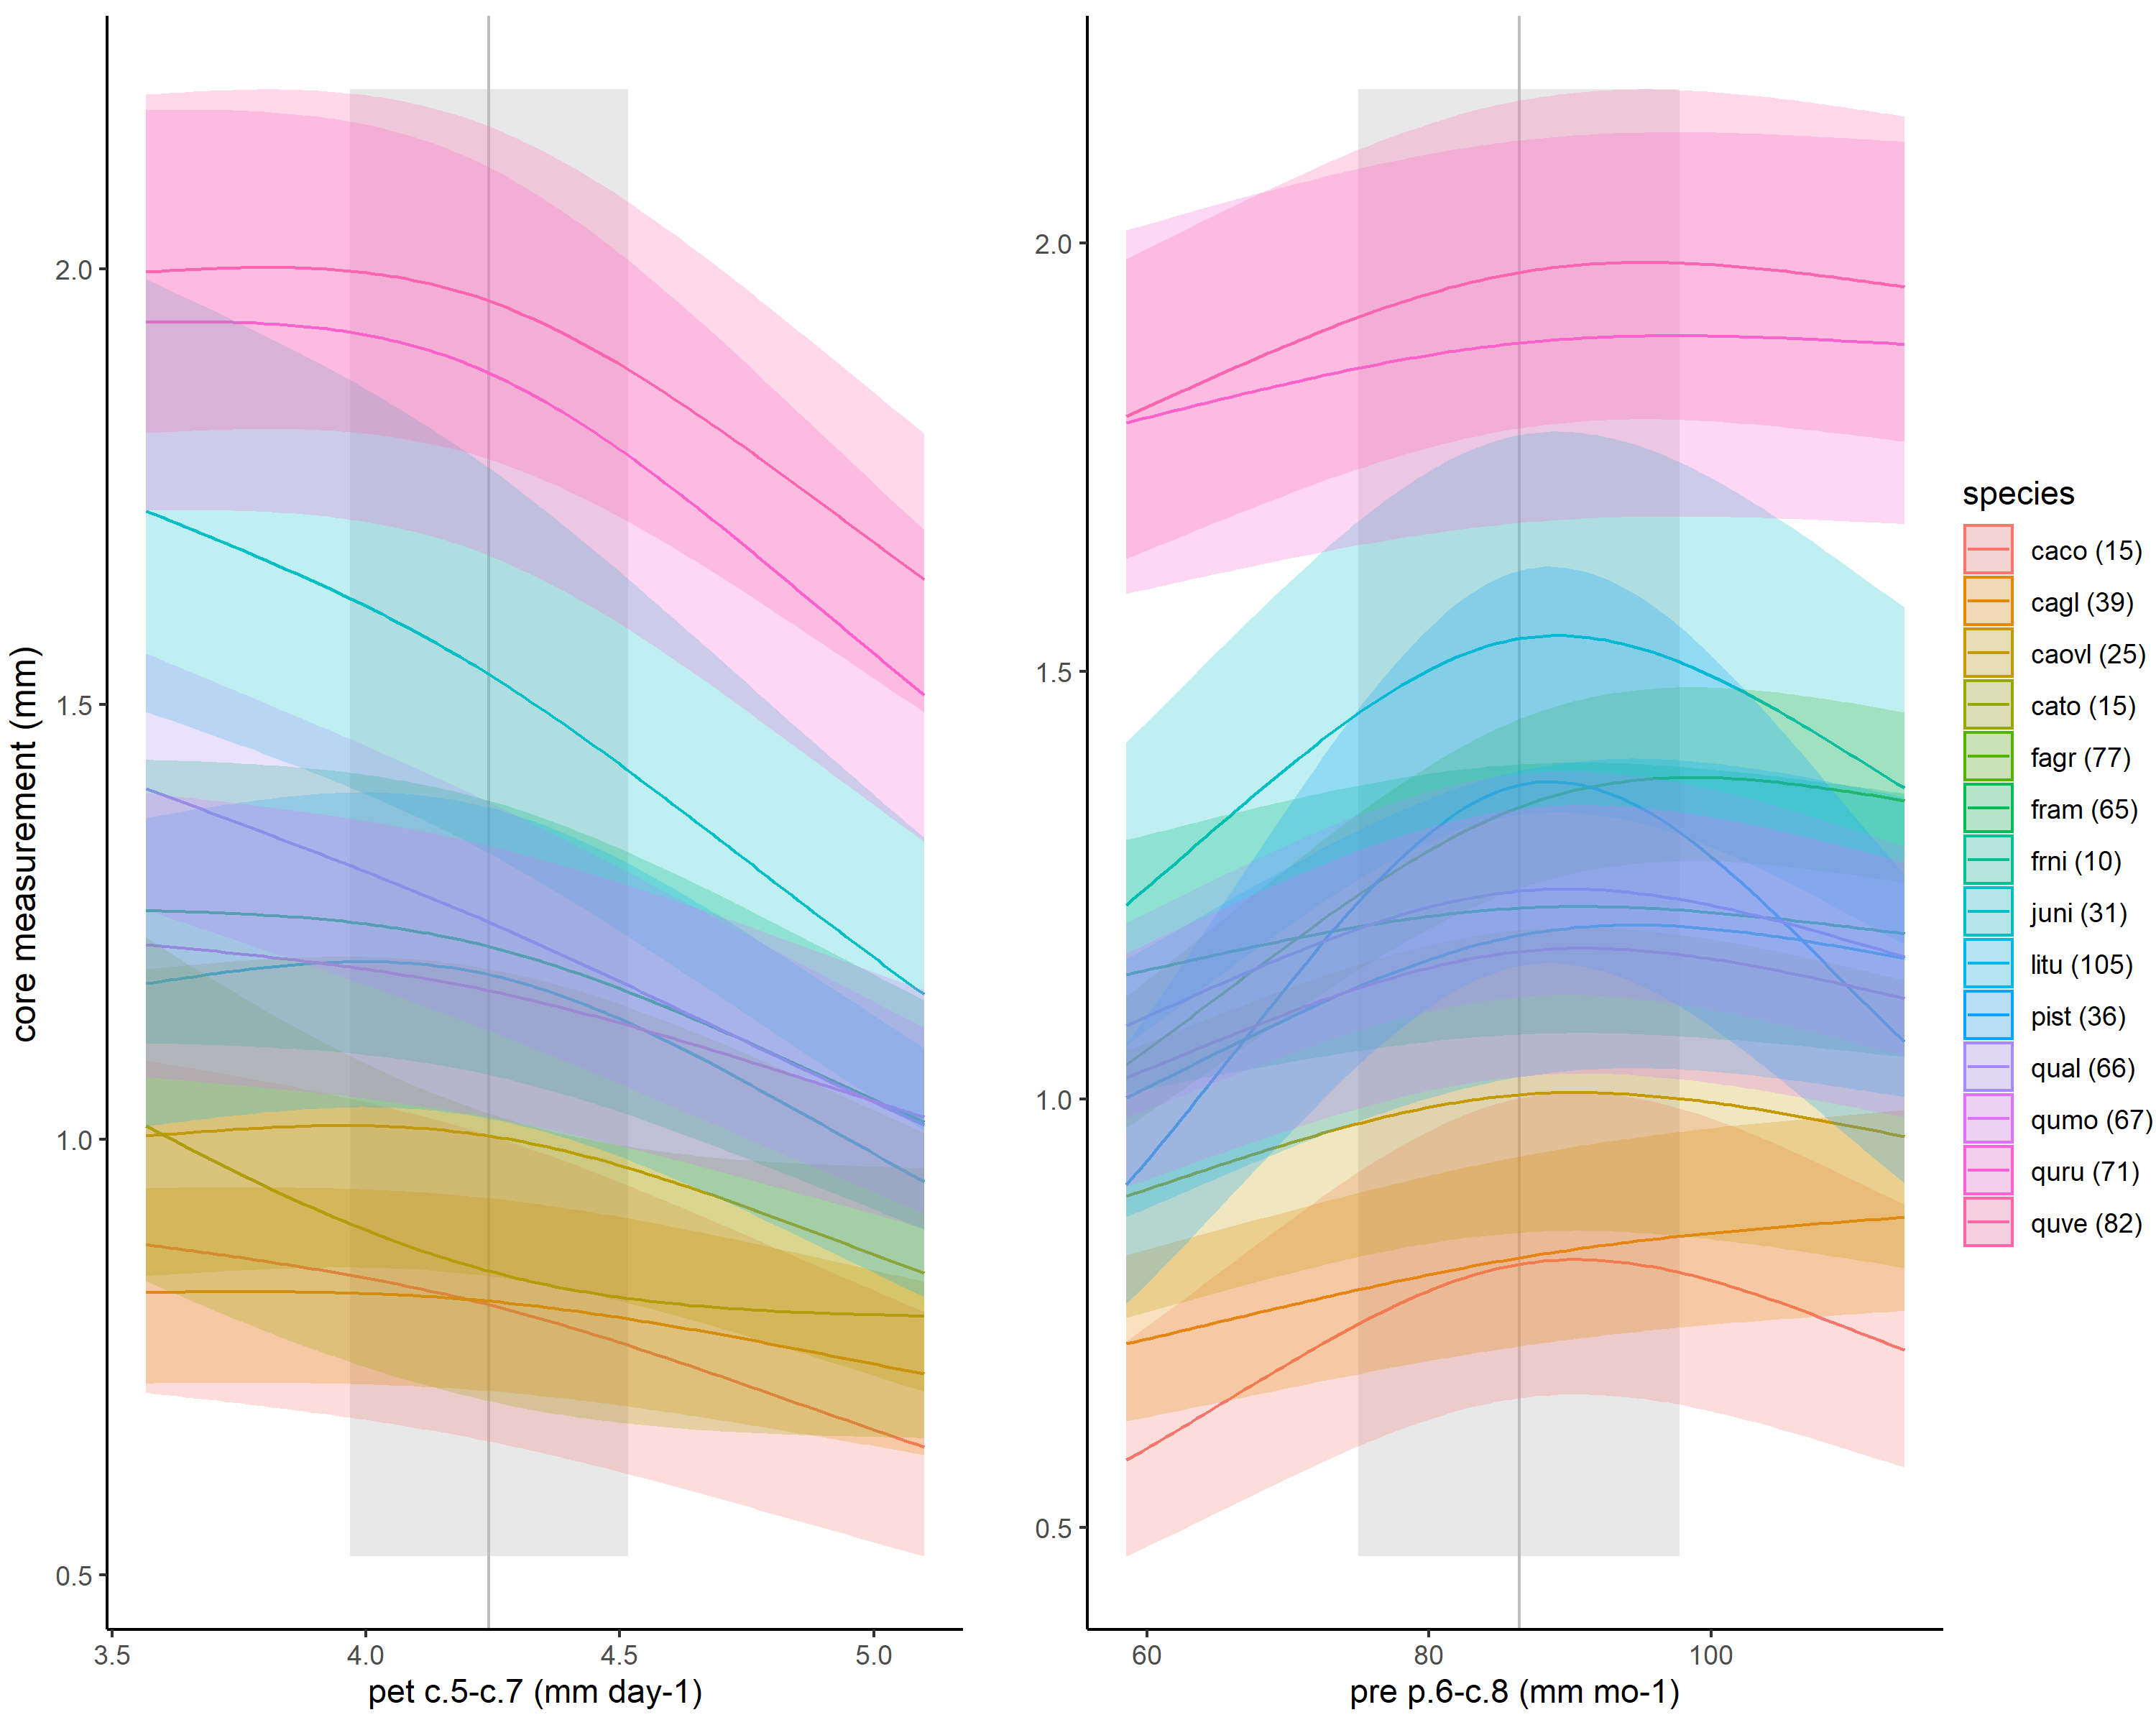 core measurement (mm)
2.0
1.5
1.0
0.5
3.5 4.0 4.5 5.0
pet c.5-c.7 (mm day-1)
2.0
1.5
1.0
0.5
60 80 100
pre p.6-c.8 (mm mo-1)
species
caco (15)
cagl (39)
caovl (25)
cato (15)
fagr (77)
fram (65)
frni (10)
juni (31)
litu (105)
pist (36)
qual (66)
qumo (67)
quru (71)
quve (82)